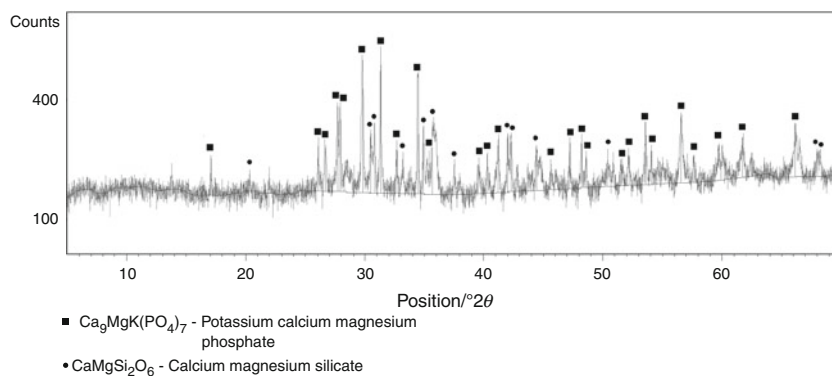 Counts
400
100
10 20 30 40 50 60
Position/°2θ
■ Ca₉MgK(PO₄)₇ - Potassium calcium magnesium
phosphate
• CaMgSi₂O₆ - Calcium magnesium silicate